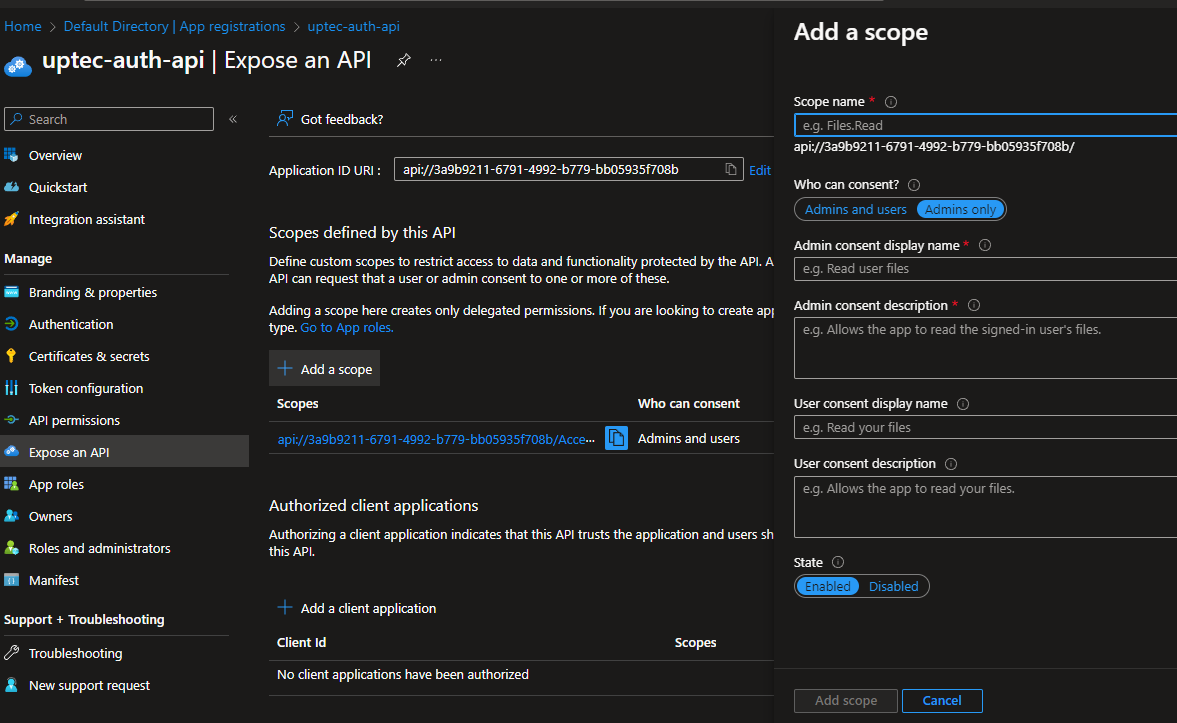 Home > Default Directory | App registrations > uptec-auth-api
uptec-auth-api | Expose an API
Search
Overview
Quickstart
Integration assistant
Manage
Branding & properties
Authentication
Certificates & secrets
Token configuration
API permissions
Expose an API
App roles
Owners
Roles and administrators
Manifest
Support + Troubleshooting
Troubleshooting
New support request
Got feedback?
Application ID URI : api://3a9b9211-6791-4992-b779-bb05935f708b Edit
Scopes defined by this API
Define custom scopes to restrict access to data and functionality protected by the API. A
API can request that a user or admin consent to one or more of these.
Adding a scope here creates only delegated permissions. If you are looking to create app
type. Go to App roles.
Add a scope
Scopes Who can consent
api://3a9b9211-6791-4992-b779-bb05935f708b/Acce... Admins and users
Authorized client applications
Authorizing a client application indicates that this API trusts the application and users sh
this API.
Add a client application
Client Id Scopes
No client applications have been authorized
Add a scope
Scope name *
e.g. Files.Read
api://3a9b9211-6791-4992-b779-bb05935f708b/
Who can consent?
Admins and users Admins only
Admin consent display name *
e.g. Read user files
Admin consent description *
e.g. Allows the app to read the signed-in user's files.
User consent display name
e.g. Read your files
User consent description
e.g. Allows the app to read your files.
State
Enabled Disabled
Add scope Cancel